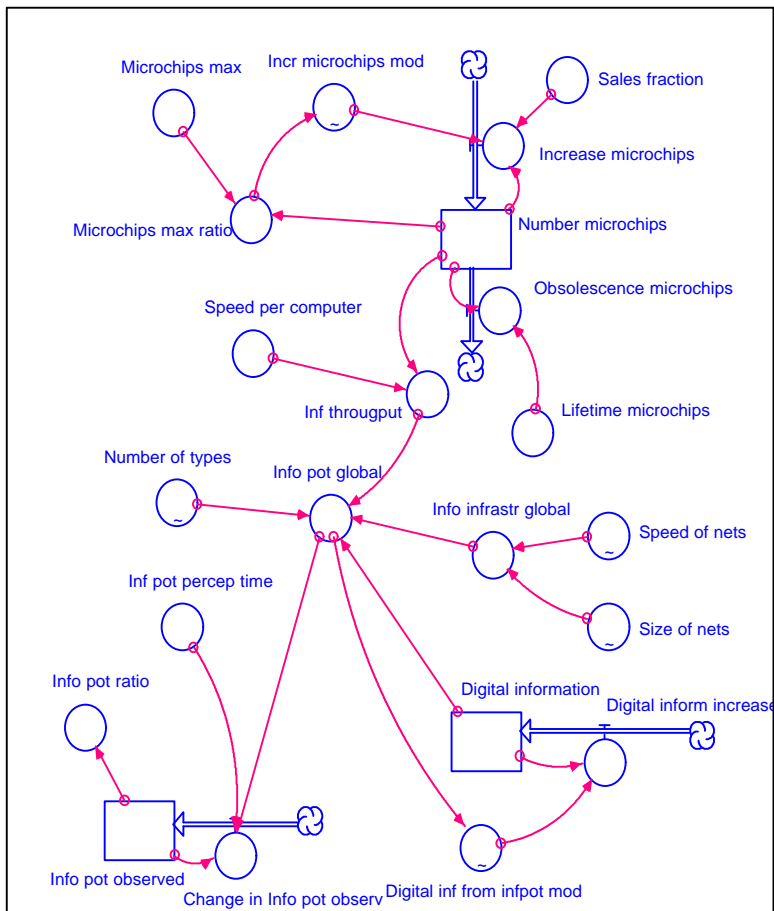 Microchips max
Incr microchips mod
Sales fraction
~
Increase microchips
Microchips max ratio
Number microchips
Obsolescence microchips
Speed per computer
Inf througput
Lifetime microchips
Number of types
Info pot global
Info infrastr global
~
Speed of nets
~
Inf pot percep time
Size of nets
~
Info pot ratio
Digital information
Digital inform increase
Info pot observed
Change in Info pot observ
~
Digital inf from infpot mod